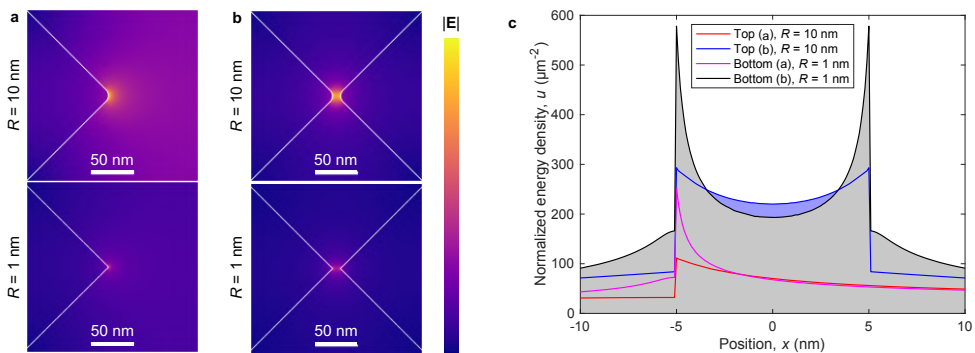 a
b
|E|
c
R = 10 nm
50 nm
R = 10 nm
50 nm
R = 1 nm
50 nm
R = 1 nm
50 nm
Normalized energy density, u (μm⁻²)
600
500
400
300
200
100
0
Top (a), R = 10 nm
Top (b), R = 10 nm
Bottom (a), R = 1 nm
Bottom (b), R = 1 nm
-10
-5
0
5
10
Position, x (nm)